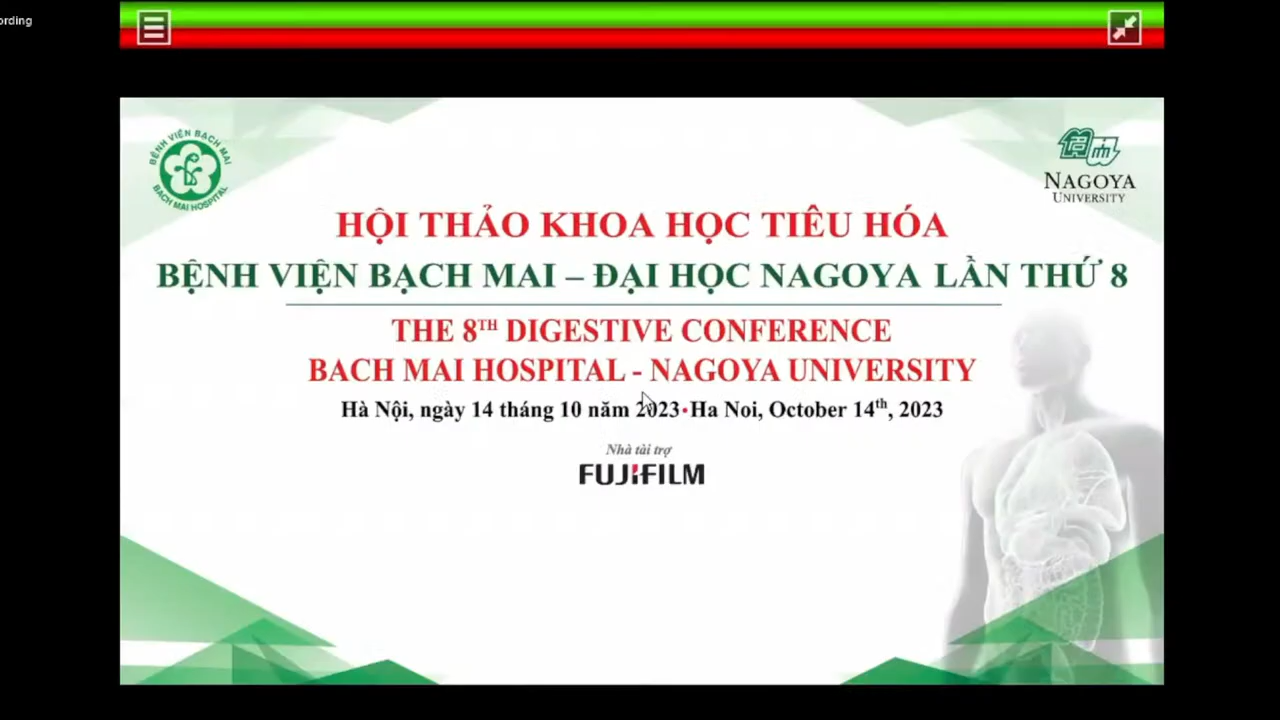 ording
BỆNH VIỆN BẠCH MAI
BACH MAI HOSPITAL
NAGOYA
UNIVERSITY
HỘI THẢO KHOA HỌC TIÊU HÓA
BỆNH VIỆN BẠCH MAI – ĐẠI HỌC NAGOYA LẦN THỨ 8
THE 8TH DIGESTIVE CONFERENCE
BACH MAI HOSPITAL - NAGOYA UNIVERSITY
Hà Nội, ngày 14 tháng 10 năm 2023•Ha Noi, October 14th, 2023
Nhà tài trợ
FUJIFILM